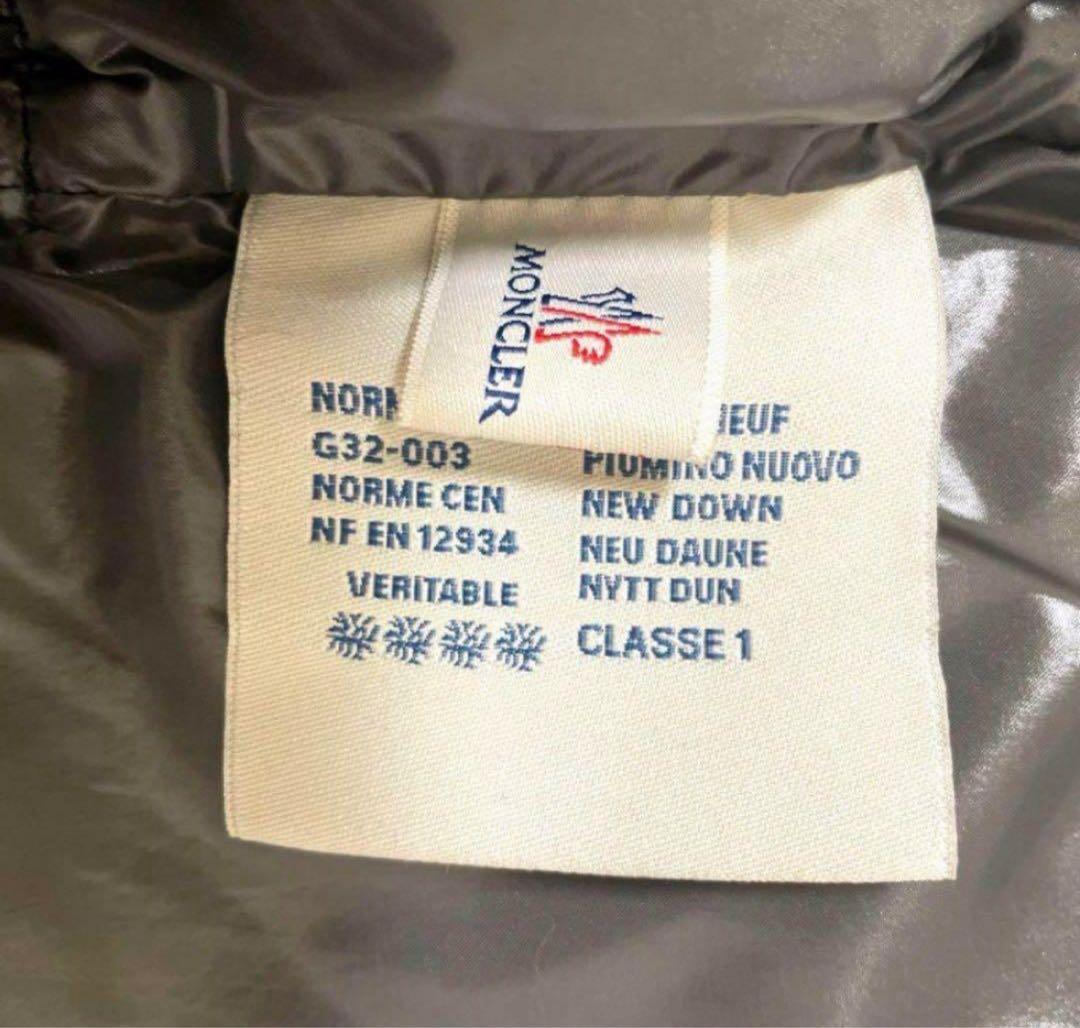 MONCLER
NORM
G32-003
NORME CEN
NF EN 12934
VERITABLE
EUF
PIUMINO NUOVO
NEW DOWN
NEU DAUNE
NYTT DUN
CLASSE 1